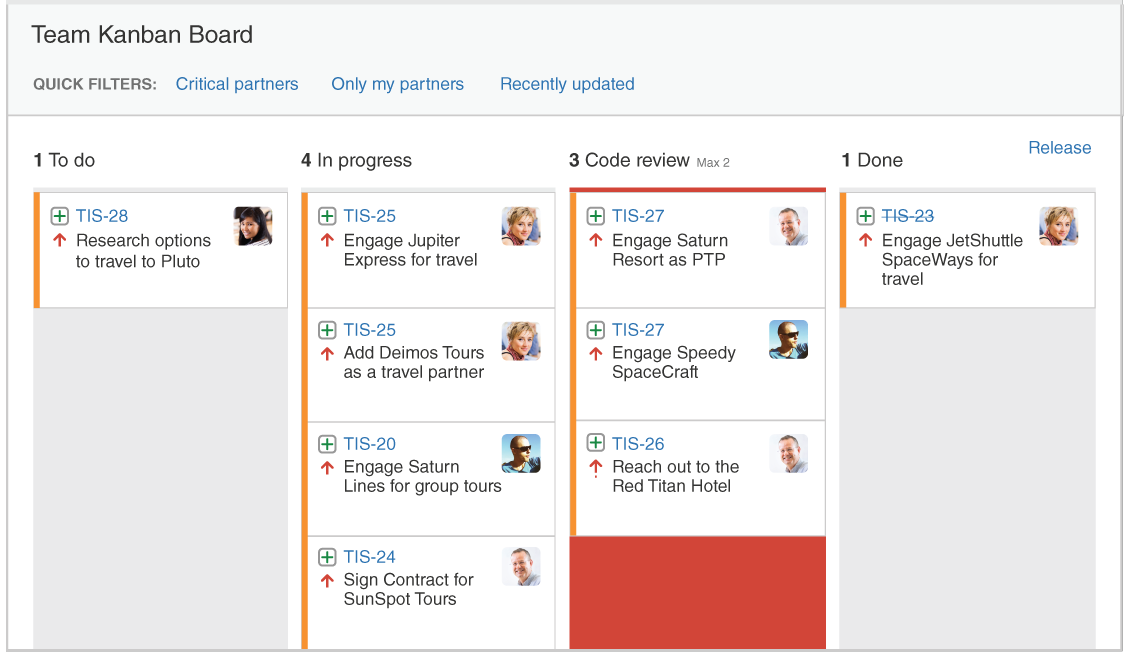 Team Kanban Board
QUICK FILTERS: Critical partners Only my partners Recently updated
Release
1 To do
TIS-28
Research options
to travel to Pluto
4 In progress
TIS-25
Engage Jupiter
Express for travel
TIS-25
Add Deimos Tours
as a travel partner
TIS-20
Engage Saturn
Lines for group tours
TIS-24
Sign Contract for
SunSpot Tours
3 Code review Max 2
TIS-27
Engage Saturn
Resort as PTP
TIS-27
Engage Speedy
SpaceCraft
TIS-26
Reach out to the
Red Titan Hotel
1 Done
TIS-23
Engage JetShuttle
SpaceWays for
travel